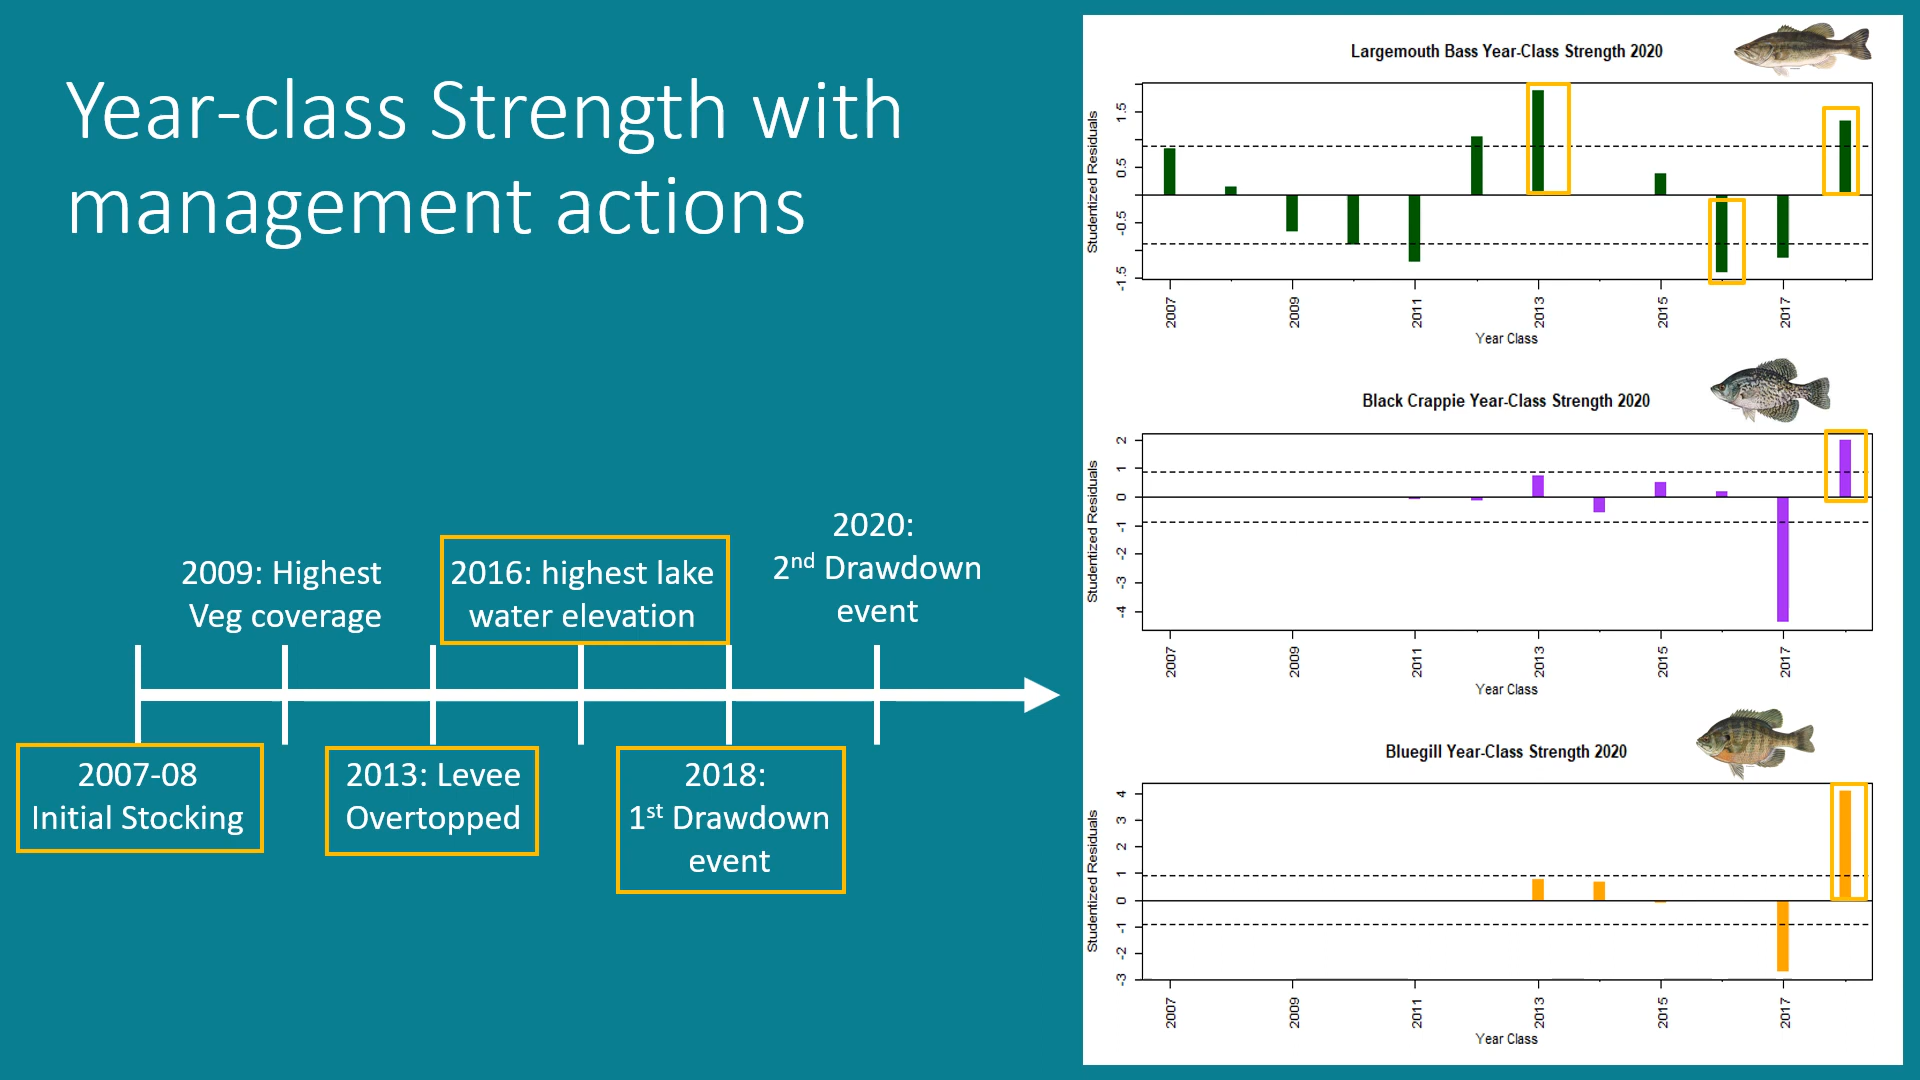 Year-class Strength with
management actions
2009: Highest
Veg coverage
2016: highest lake
water elevation
2020:
2nd Drawdown
event
2007-08
Initial Stocking
2013: Levee
Overtopped
2018:
1st Drawdown
event
Largemouth Bass Year-Class Strength 2020
Studentized Residuals
1.5
0.5
-0.5
-1.5
2007
2009
2011
2013
2015
2017
Year Class
Black Crappie Year-Class Strength 2020
Studentized Residuals
2
1
0
-1
-2
-3
-4
2007
2009
2011
2013
2015
2017
Year Class
Bluegill Year-Class Strength 2020
Studentized Residuals
4
3
2
1
0
-1
-2
-3
2007
2009
2011
2013
2015
2017
Year Class